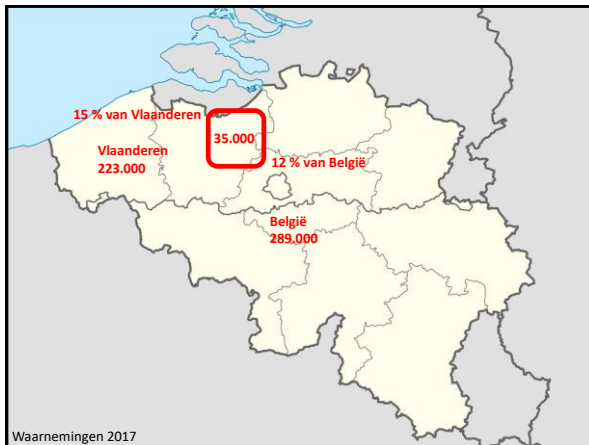 15 % van Vlaanderen
35.000
Vlaanderen
223.000
12 % van België
België
289.000
Waarnemingen 2017